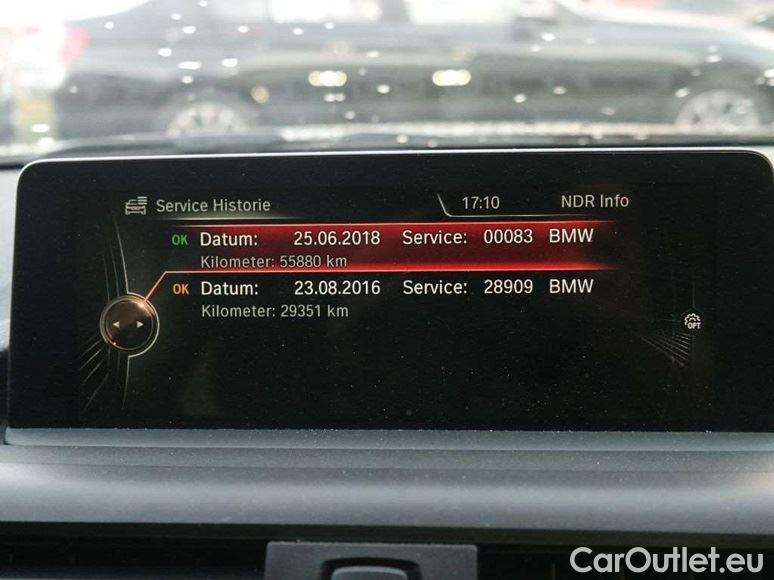 Service Historie 17:10 NDR Info
OK Datum: 25.06.2018 Service: 00083 BMW
Kilometer: 55880 km
OK Datum: 23.08.2016 Service: 28909 BMW
Kilometer: 29351 km
OPT
CarOutlet.eu